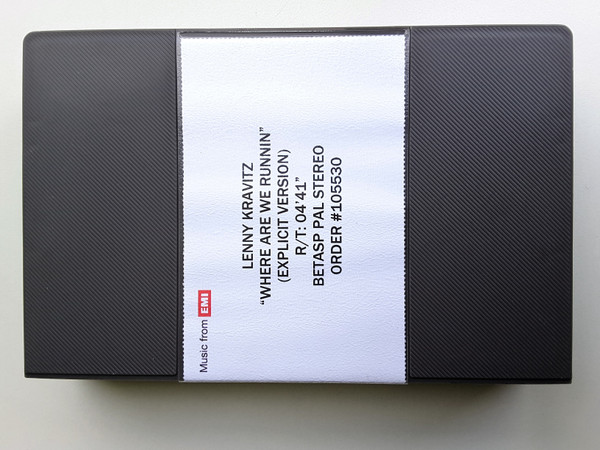 LENNY KRAVITZ
“WHERE ARE WE RUNNIN”
(EXPLICIT VERSION)
R/T: 04’41”
BETASP PAL STEREO
ORDER #105530
Music from EMI